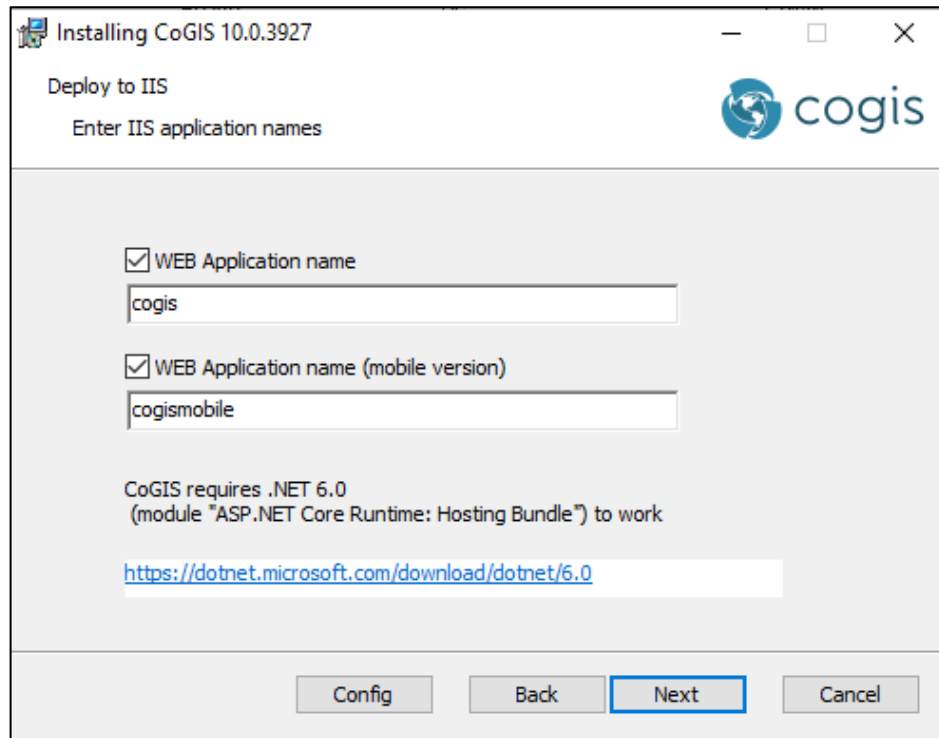 Installing CoGIS 10.0.3927
Deploy to IIS
Enter IIS application names
cogis
WEB Application name
cogis
WEB Application name (mobile version)
cogismobile
CoGIS requires .NET 6.0
(module "ASP.NET Core Runtime: Hosting Bundle") to work
https://dotnet.microsoft.com/download/dotnet/6.0
Config Back Next Cancel